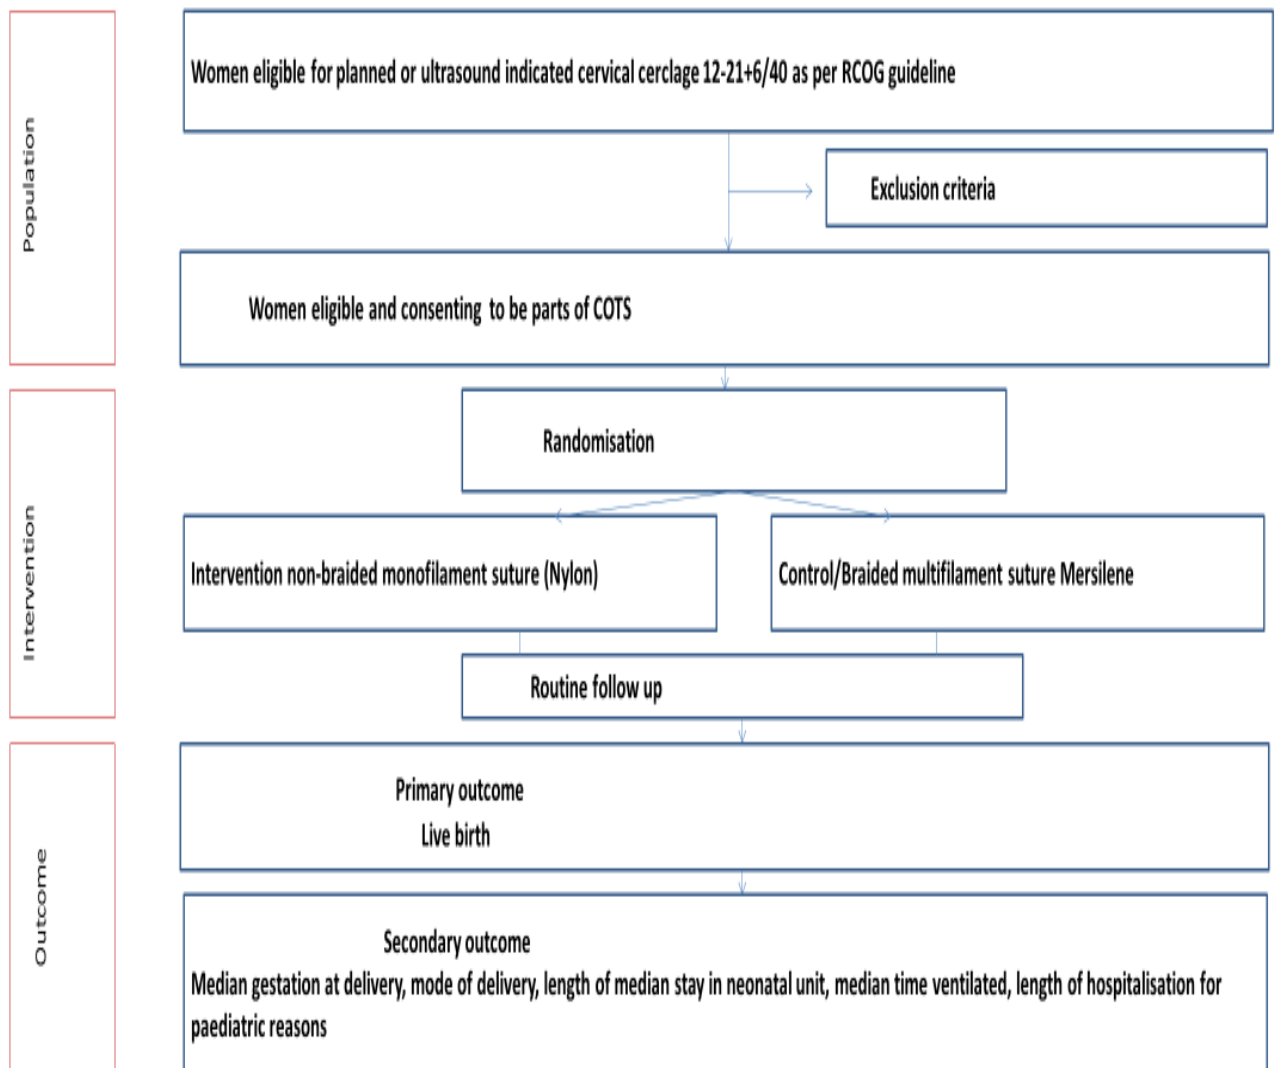 Population
Women eligible for planned or ultrasound indicated cervical cerclage 12-21+6/40 as per RCOG guideline
Exclusion criteria
Women eligible and consenting to be parts of COTS
Intervention
Randomisation
Intervention non-braided monofilament suture (Nylon)
Control/Braided multifilament suture Mersilene
Routine follow up
Outcome
Primary outcome
Live birth
Secondary outcome
Median gestation at delivery, mode of delivery, length of median stay in neonatal unit, median time ventilated, length of hospitalisation for
paediatric reasons